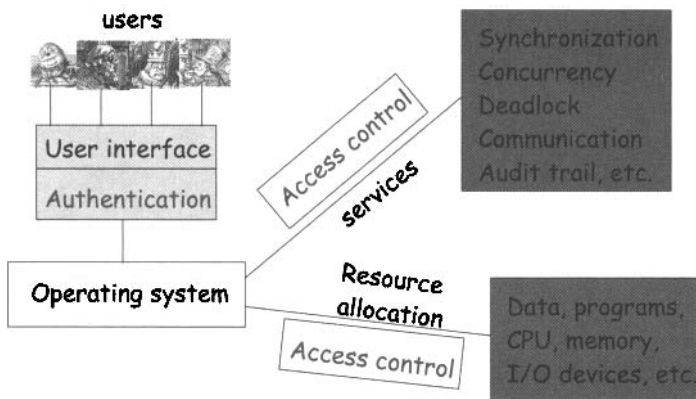 users
User interface
Authentication
Operating system
Access control
services
Synchronization
Concurrency
Deadlock
Communication
Audit trail, etc.
Resource
allocation
Access control
Data, programs,
CPU, memory,
I/O devices, etc.